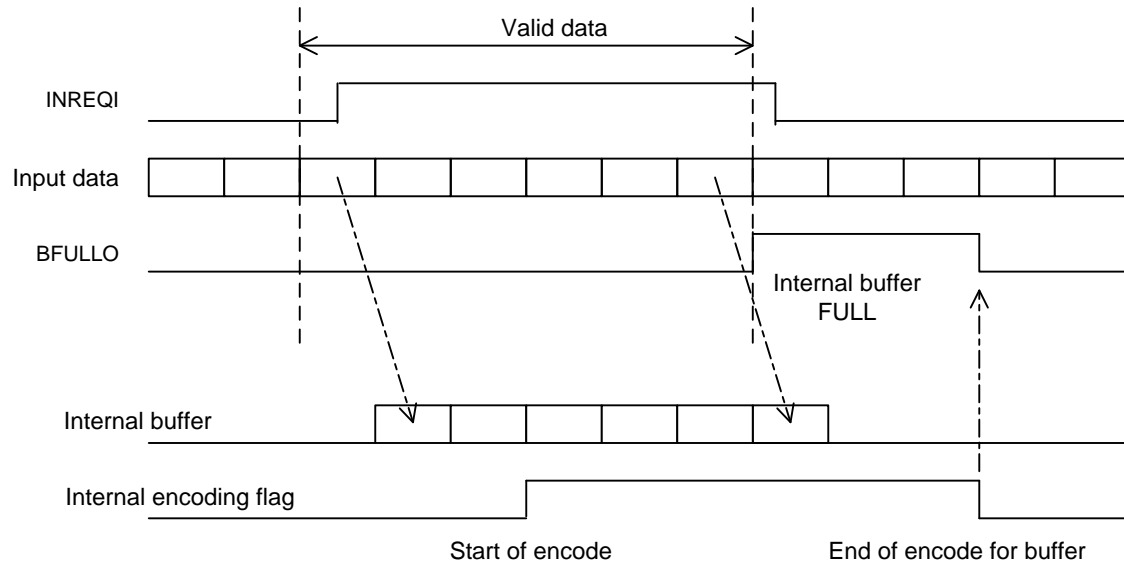 Valid data
INREQI
Input data
BFULLO
Internal buffer
FULL
Internal buffer
Internal encoding flag
Start of encode
End of encode for buffer